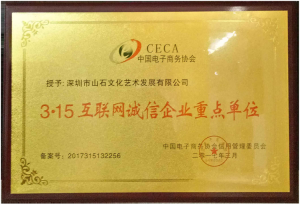 CECA
中国电子商务协会
授予:深圳市山石文化艺术发展有限公司
3·15互联网诚信企业重点单位
备案号:2017315132256
中国电子商务协会信用管理委员会
二零一七年三月